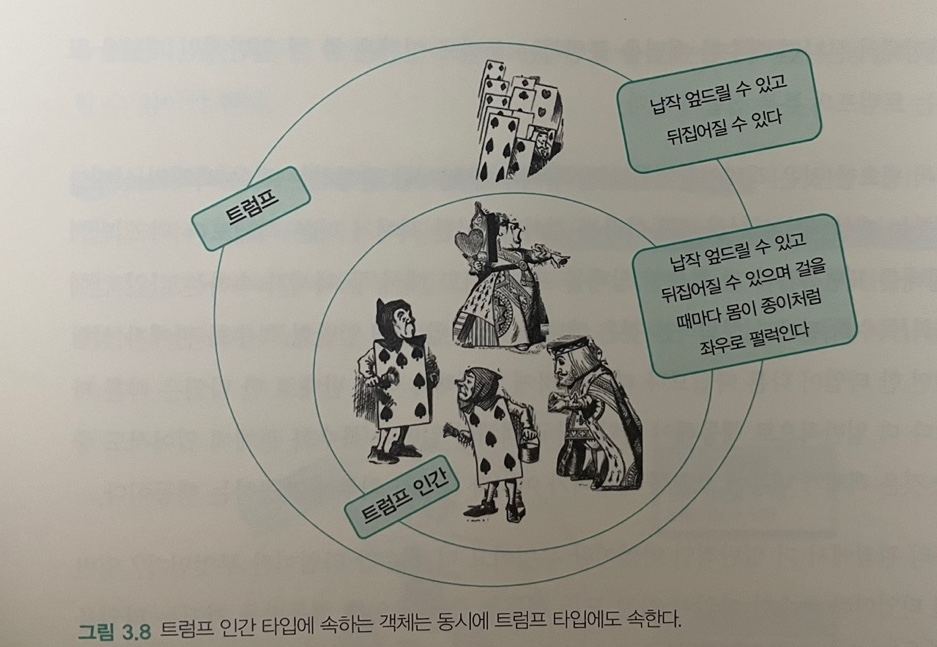 납작 엎드릴 수 있고
뒤집어질 수 있다
트럼프
납작 엎드릴 수 있고
뒤집어질 수 있으며 걸을
때마다 몸이 종이처럼
좌우로 펄럭인다
트럼프 인간
그림 3.8 트럼프 인간 타입에 속하는 객체는 동시에 트럼프 타입에도 속한다.